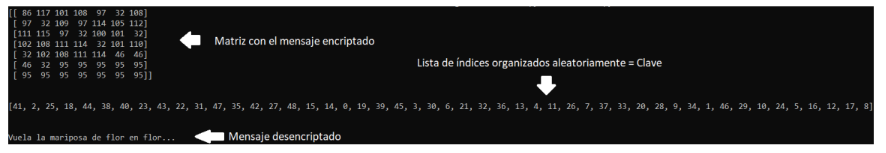 [[ 86 117 101 108  97  32 108]
[ 97  32 109  97 114 105 112]
[111 115  97  32 100 101  32]
Matriz con el mensaje encriptado
[102 108 111 114  32 101 110]
[ 32 102 108 111 114  46  46]
Lista de índices organizados aleatoriamente = Clave
[ 46  32  95  95  95  95  95]
[ 95  95  95  95  95  95  95]]
[41, 2, 25, 18, 44, 38, 40, 23, 43, 22, 31, 47, 35, 42, 27, 48, 15, 14, 0, 19, 39, 45, 3, 30, 6, 21, 32, 36, 13, 4, 11, 26, 7, 37, 33, 20, 28, 9, 34, 1, 46, 29, 10, 24, 5, 16, 12, 17, 8]
Vuela la mariposa de flor en flor...
Mensaje desencriptado